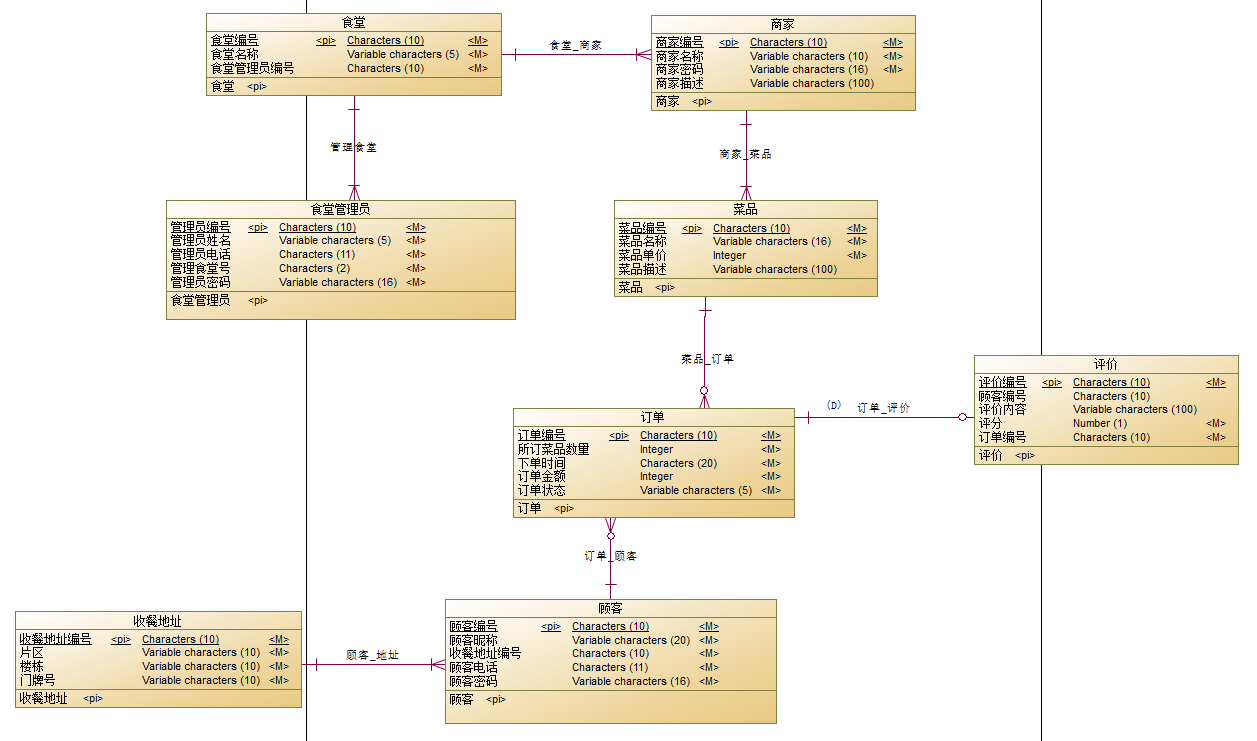 食堂
食堂编号 <pi> Characters (10) <M>
食堂名称 Variable characters (5) <M>
食堂管理员编号 Characters (10) <M>
食堂 <pi>
食堂_商家
商家
商家编号 <pi> Characters (10) <M>
商家名称 Variable characters (10) <M>
商家密码 Variable characters (16) <M>
商家描述 Variable characters (100)
商家 <pi>
管理食堂
商家_菜品
食堂管理员
管理员编号 <pi> Characters (10) <M>
管理员姓名 Variable characters (5) <M>
管理员电话 Characters (11) <M>
管理食堂号 Characters (2) <M>
管理员密码 Variable characters (16) <M>
食堂管理员 <pi>
菜品
菜品编号 <pi> Characters (10) <M>
菜品名称 Variable characters (16) <M>
菜品单价 Integer <M>
菜品描述 Variable characters (100)
菜品 <pi>
菜品_订单
评价
评价编号 <pi> Characters (10) <M>
顾客编号 Characters (10)
评价内容 Variable characters (100)
评分 Number (1) <M>
订单编号 Characters (10) <M>
评价 <pi>
(D) 订单_评价
订单
订单编号 <pi> Characters (10) <M>
所订菜品数量 Integer <M>
下单时间 Characters (20) <M>
订单金额 Integer <M>
订单状态 Variable characters (5) <M>
订单 <pi>
订单_顾客
收餐地址
收餐地址编号 <pi> Characters (10) <M>
片区 Variable characters (10) <M>
楼栋 Variable characters (10) <M>
门牌号 Variable characters (10) <M>
收餐地址 <pi>
顾客_地址
顾客
顾客编号 <pi> Characters (10) <M>
顾客昵称 Variable characters (20) <M>
收餐地址编号 Characters (10) <M>
顾客电话 Characters (11) <M>
顾客密码 Variable characters (16) <M>
顾客 <pi>